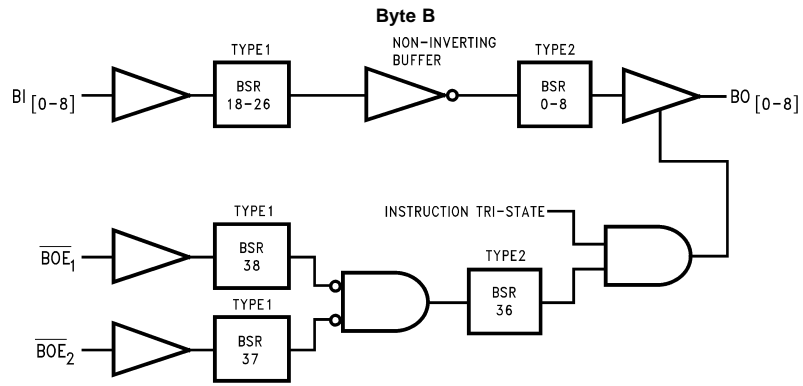 Byte B
TYPE1
NON-INVERTING
BUFFER
TYPE2
BI [0-8]
BSR
18-26
BSR
0-8
BO [0-8]
TYPE1
INSTRUCTION TRI-STATE
BOE1
BSR
38
TYPE2
TYPE1
BSR
36
BOE2
BSR
37